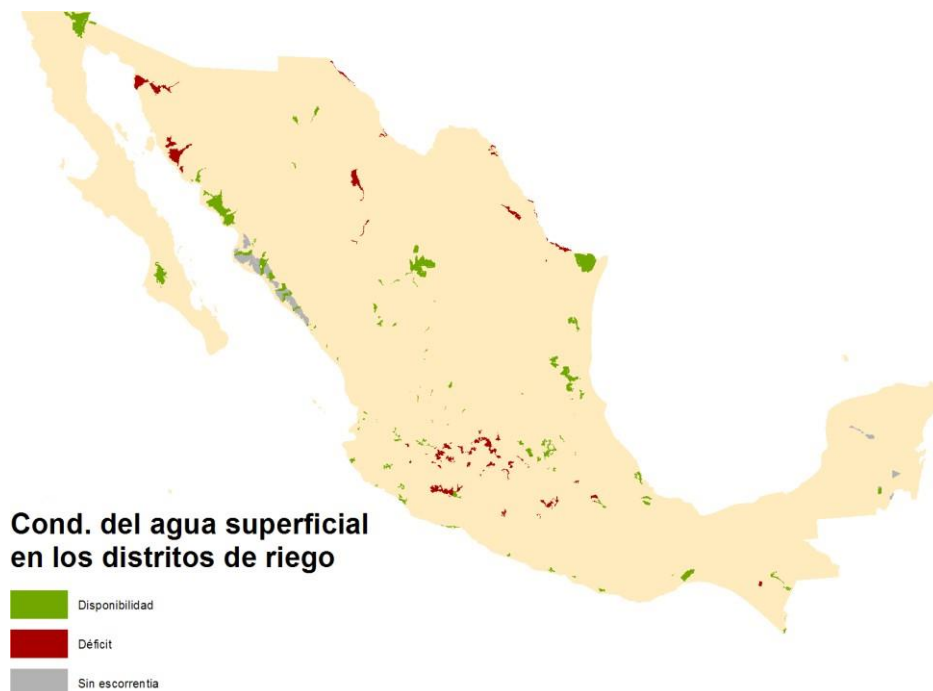 Cond. del agua superficial
en los distritos de riego
Disponibilidad
Déficit
Sin escorrentia